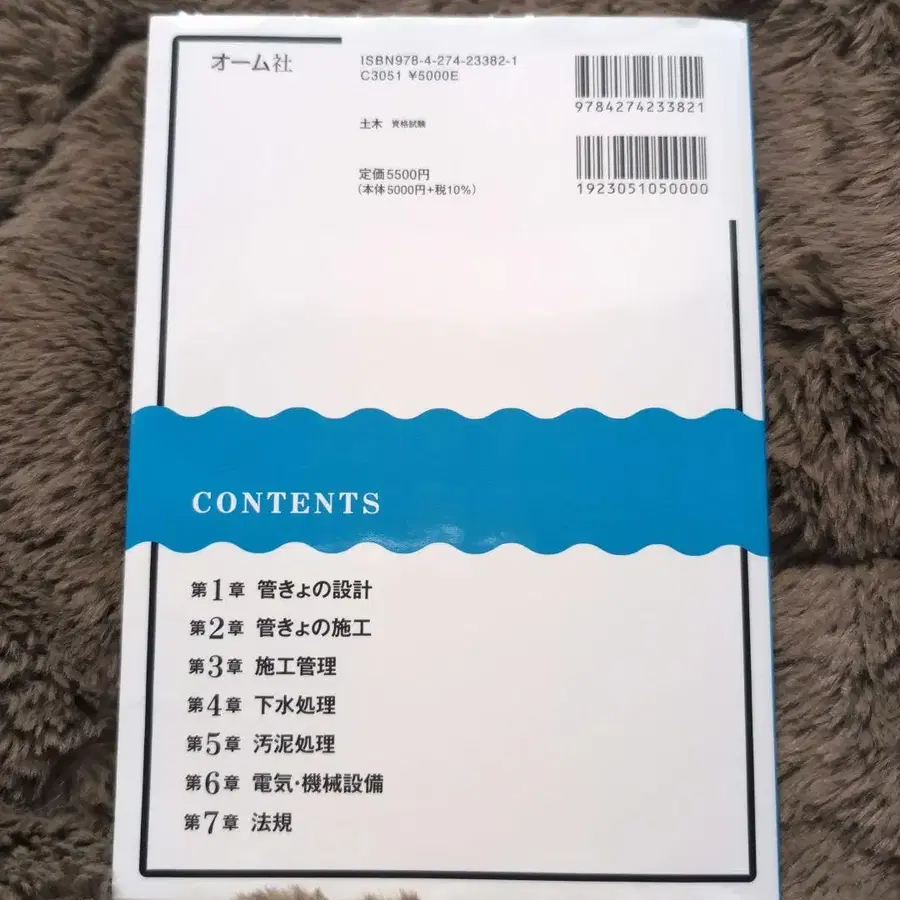 オーム社
ISBN978-4-274-23382-1
C3051 ¥5000E
土木 資格試験
定価5500円
(本体5000円+税10%)
9784274233821
1923051050000
CONTENTS
第1章 管きょの設計
第2章 管きょの施工
第3章 施工管理
第4章 下水処理
第5章 汚泥処理
第6章 電気・機械設備
第7章 法規